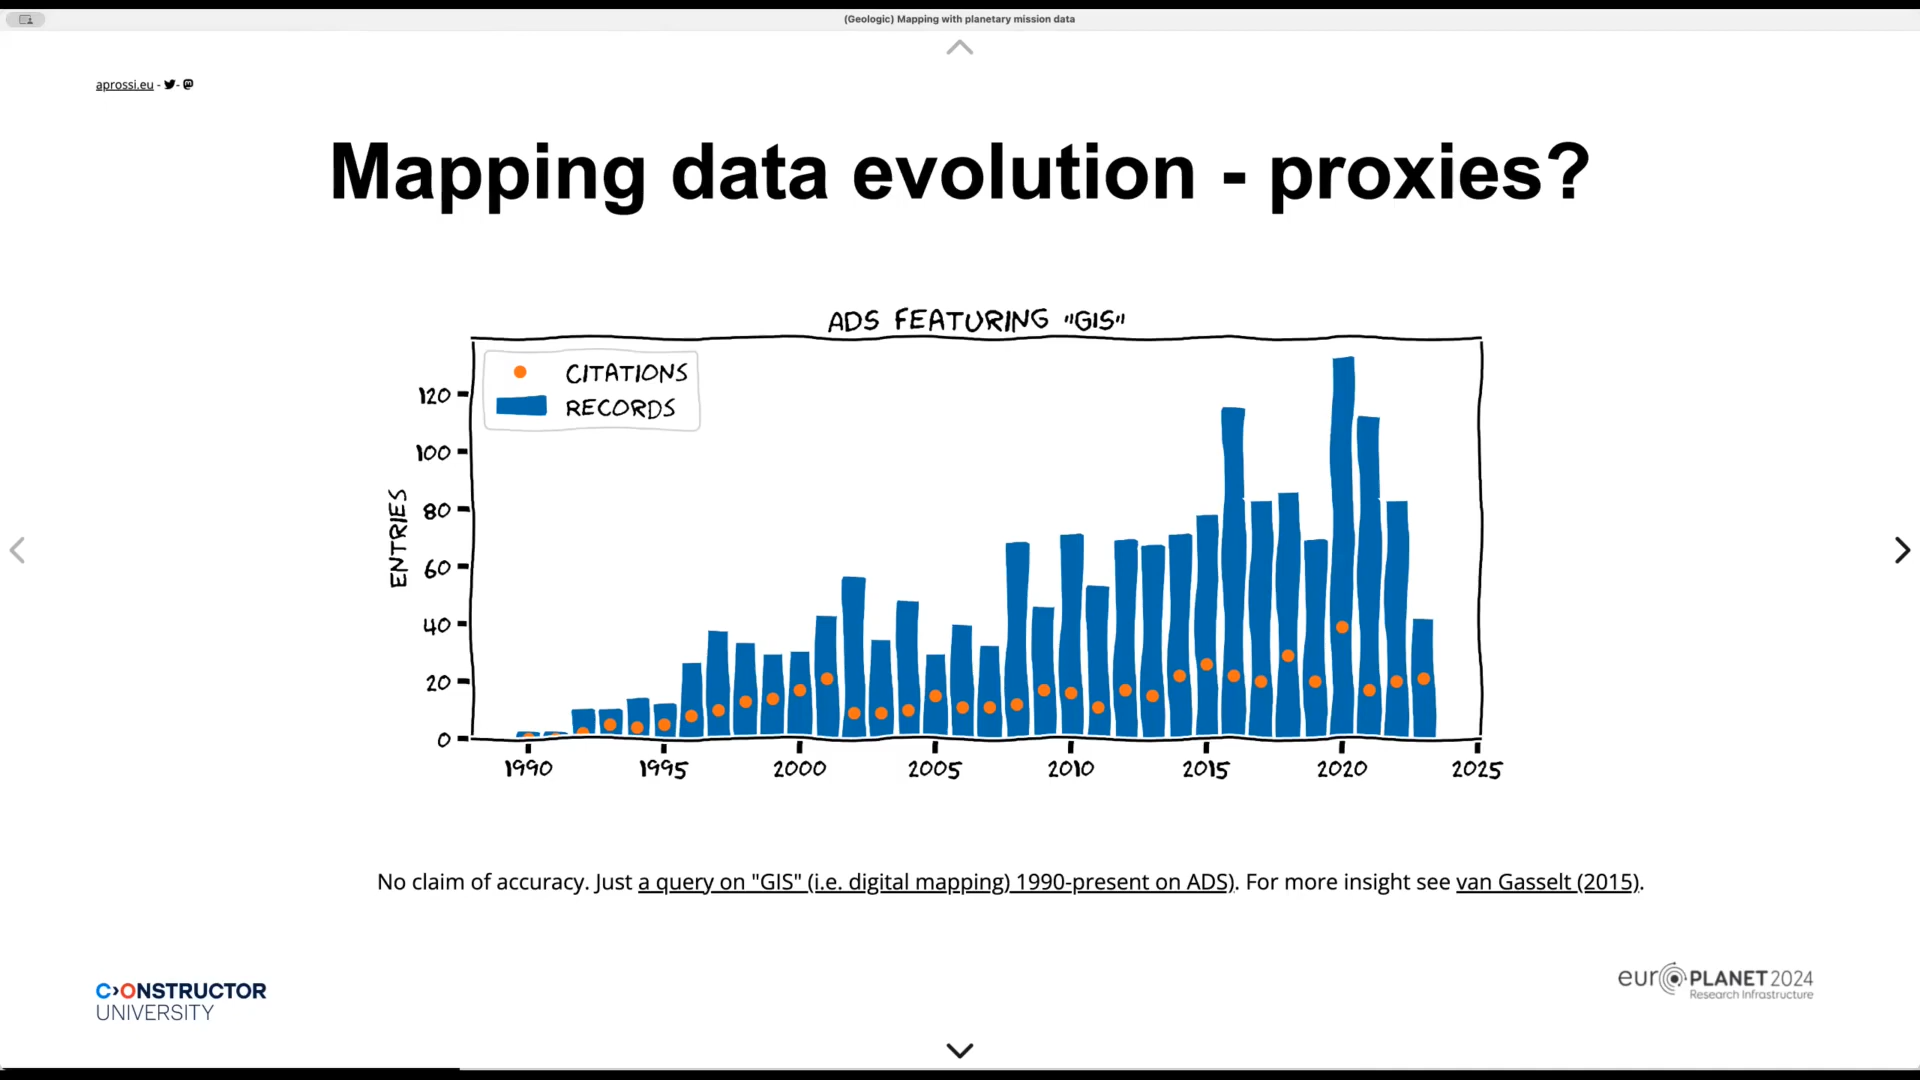 (Geologic) Mapping with planetary mission data
aprossi.eu - -
Mapping data evolution - proxies?
ADS FEATURING "GIS"
CITATIONS
RECORDS
ENTRIES
120
100
80
60
40
20
0
1990 1995 2000 2005 2010 2015 2020 2025
No claim of accuracy. Just a query on "GIS" (i.e. digital mapping) 1990-present on ADS). For more insight see van Gasselt (2015).
CONSTRUCTOR
UNIVERSITY
euroPLANET 2024
Research Infrastructure